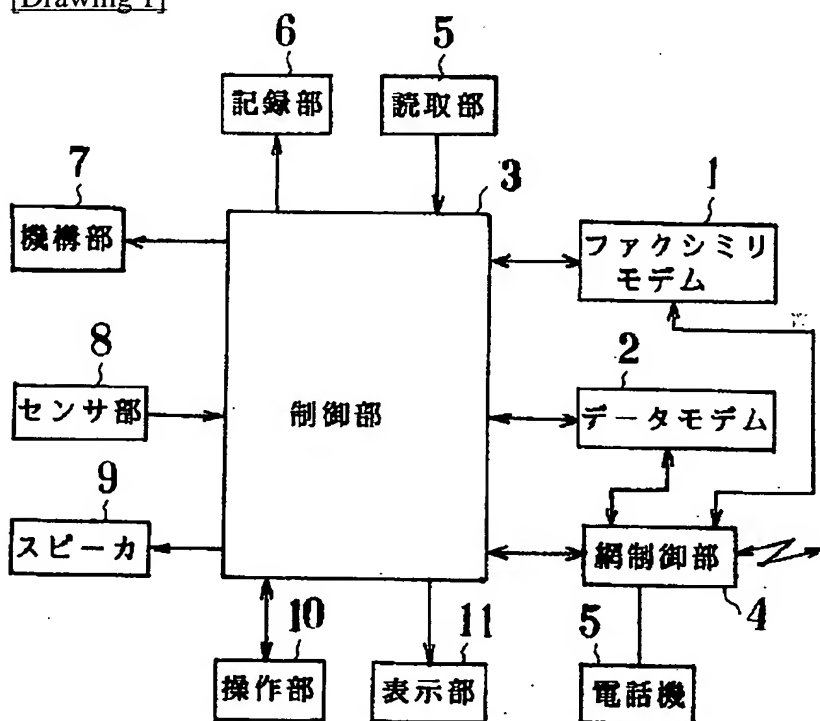 [Drawing 1]
6
5
記録部
読取部
7
3
1
機構部
ファクシミリ
モデム
8
2
センサ部
制御部
データモデム
9
スピーカ
網制御部
4
10
11
5
操作部
表示部
電話機